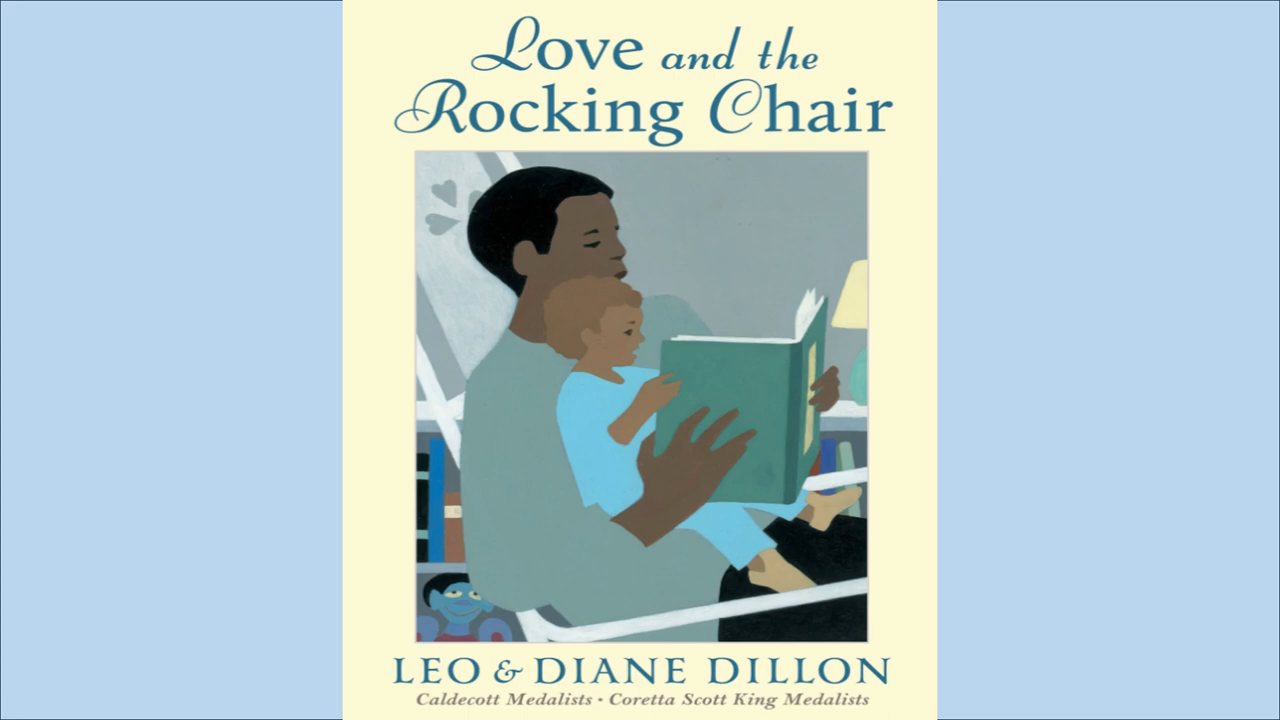 Love and the
Rocking Chair
LEO & DIANE DILLON
Caldecott Medalists • Coretta Scott King Medalists